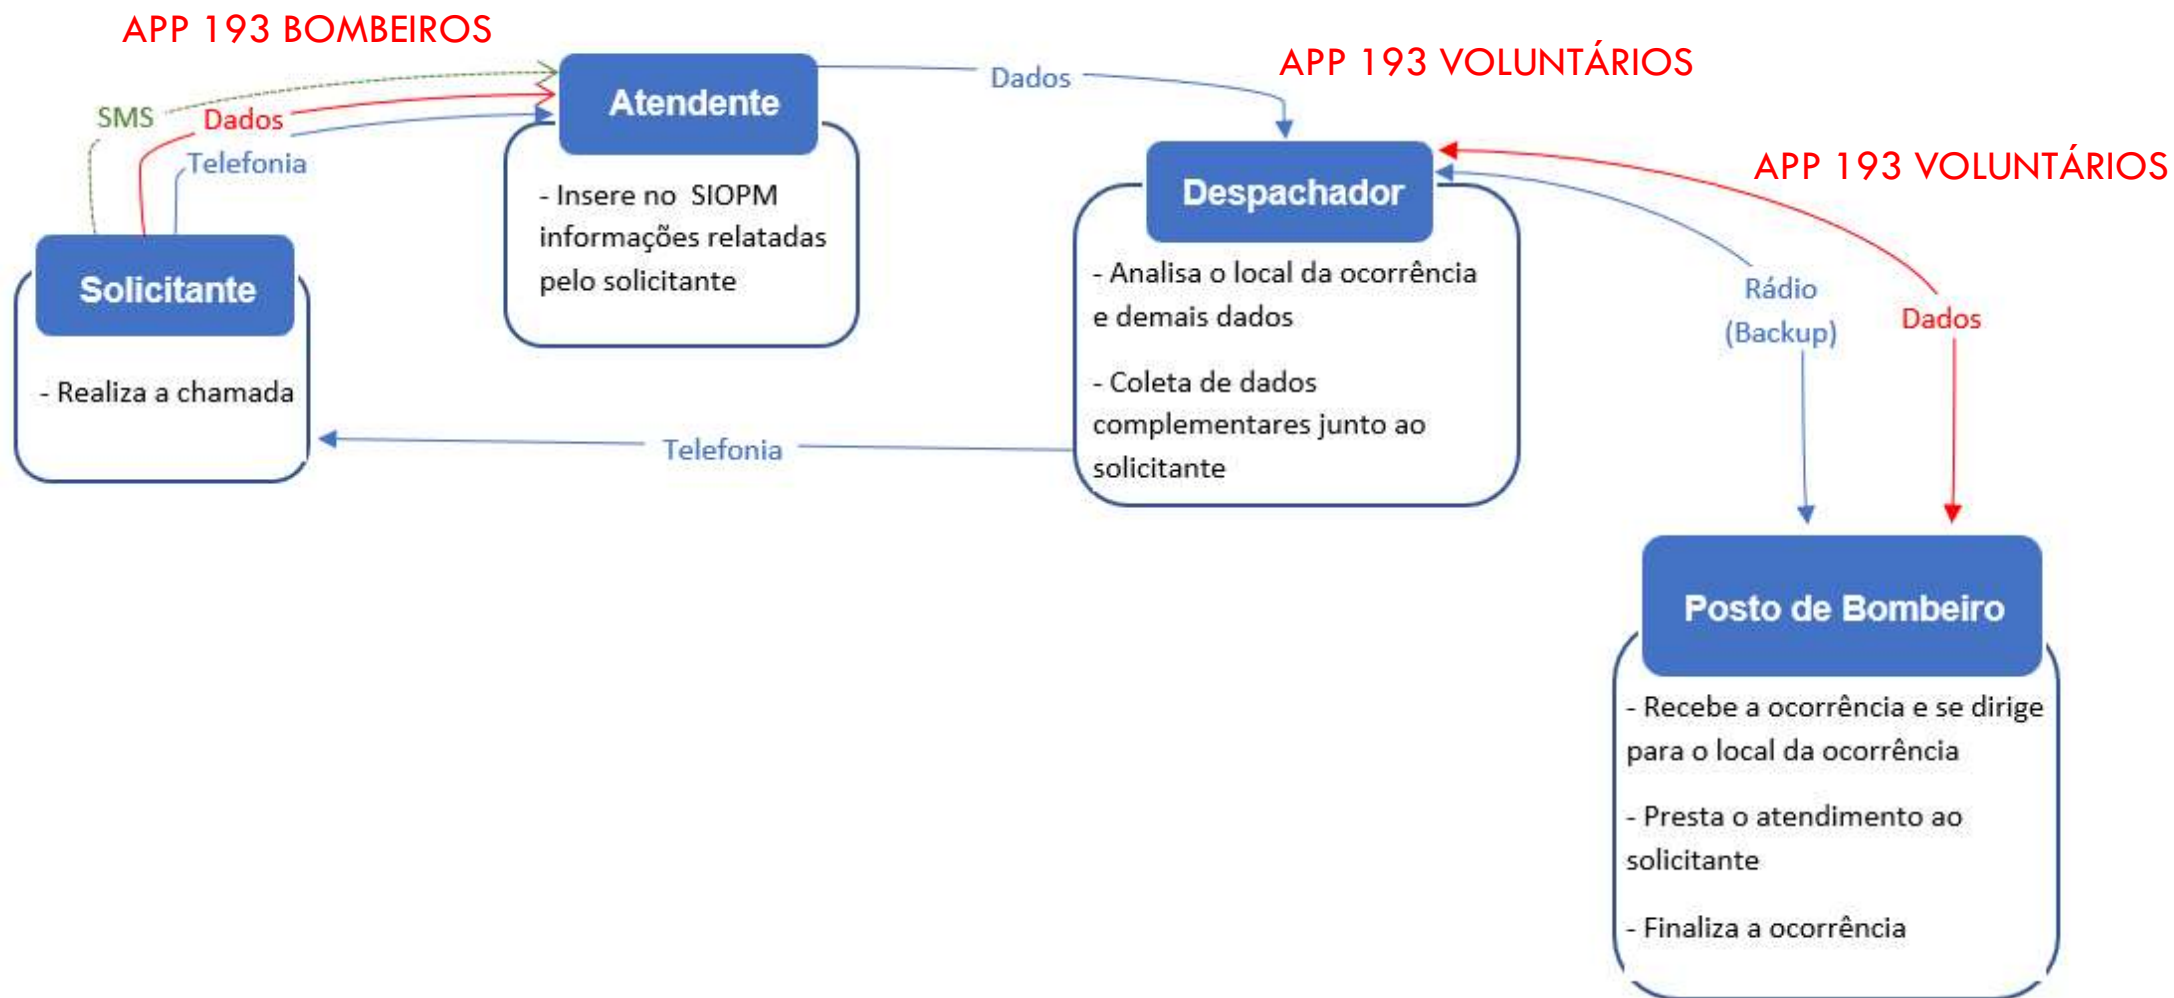 APP 193 BOMBEIROS
SMS
Dados
Telefonia
Solicitante
- Realiza a chamada
Atendente
- Insere no SIOPM
informações relatadas
pelo solicitante
Dados
APP 193 VOLUNTÁRIOS
Despachador
- Analisa o local da ocorrência
e demais dados
- Coleta de dados
complementares junto ao
solicitante
Telefonia
APP 193 VOLUNTÁRIOS
Rádio
(Backup)
Dados
Posto de Bombeiro
- Recebe a ocorrência e se dirige
para o local da ocorrência
- Presta o atendimento ao
solicitante
- Finaliza a ocorrência